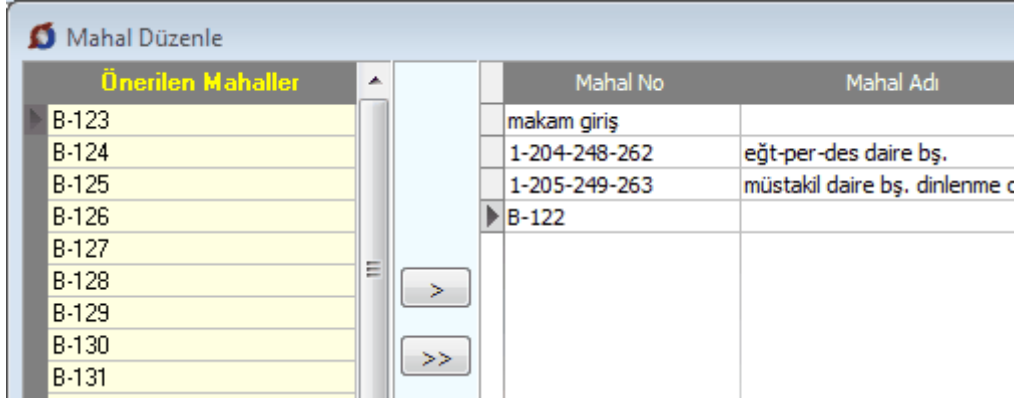 Mahal Düzenle
Önerilen Mahaller
B-123
B-124
B-125
B-126
B-127
B-128
B-129
B-130
B-131
>
>>
Mahal No Mahal Adı
makam giriş
1-204-248-262 eğt-per-des daire bş.
1-205-249-263 müstakil daire bş. dinlenme
B-122